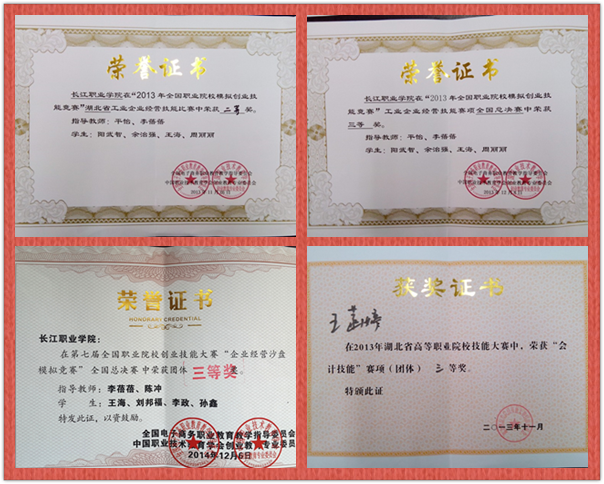 荣誉证书
长江职业学院在“2013年全国职业院校模拟创业技
能竞赛”湖北省工业企业经营技能比赛中荣获 二等 奖。
指导教师：平怡、李蓓蓓
学生：阳武智、余治强、王海、周丽丽
荣誉证书
长江职业学院在“2013年全国职业院校模拟创业技
能竞赛”工业企业经营技能赛项全国总决赛中荣获
三等 奖。
指导教师：平怡、李蓓蓓
学生：阳武智、余治强、王海、周丽丽
荣誉证书
HONORARY CREDENTIAL
长江职业学院：
在第七届全国职业院校创业技能大赛“企业经营沙盘
模拟竞赛”全国总决赛中荣获团体 三等奖。
指导教师：李蓓蓓、陈冲
学 生：王海、刘邦福、李政、孙鑫
特发此证，以资鼓励。
全国电子商务职业教育教学指导委员会
中国职业技术教育学会创业教育专业委员会
2014年12月6日
获奖证书
在2013年湖北省高等职业院校技能大赛中，荣获“会
计技能”赛项（团体） 三 等奖。
特颁此证
二〇一三年十一月